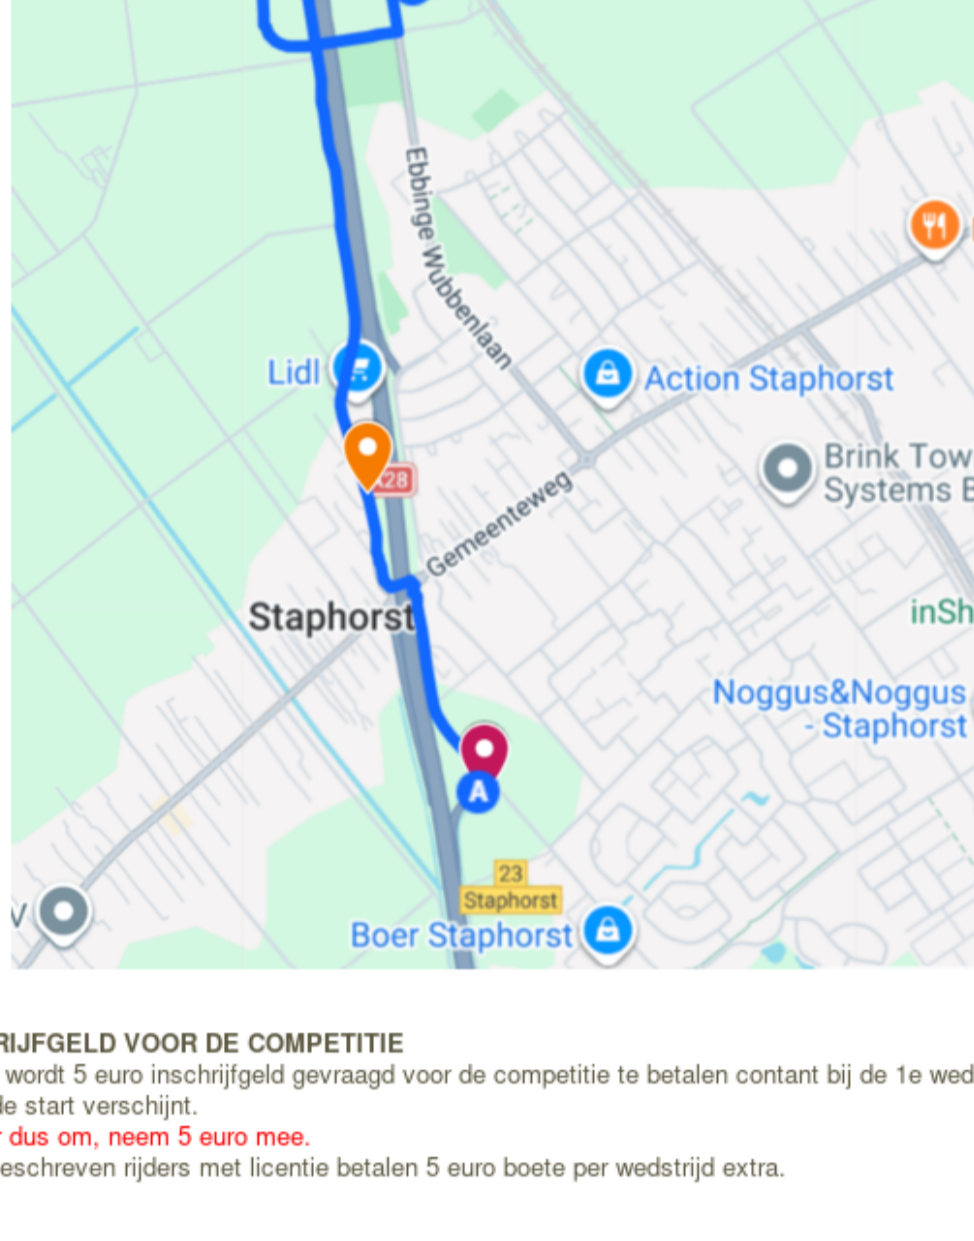 Ebbinge Wubbenlaan
Lidl
Action Staphorst
Brink Tow
Systems B
A28
Gemeenteweg
Staphorst
inSh
Noggus&Noggus
- Staphorst
A
23
Staphorst
V
Boer Staphorst
RIJFGELD VOOR DE COMPETITIE
wordt 5 euro inschrijfgeld gevraagd voor de competitie te betalen contant bij de 1e wed
de start verschijnt.
r dus om, neem 5 euro mee.
eschreven rijders met licentie betalen 5 euro boete per wedstrijd extra.